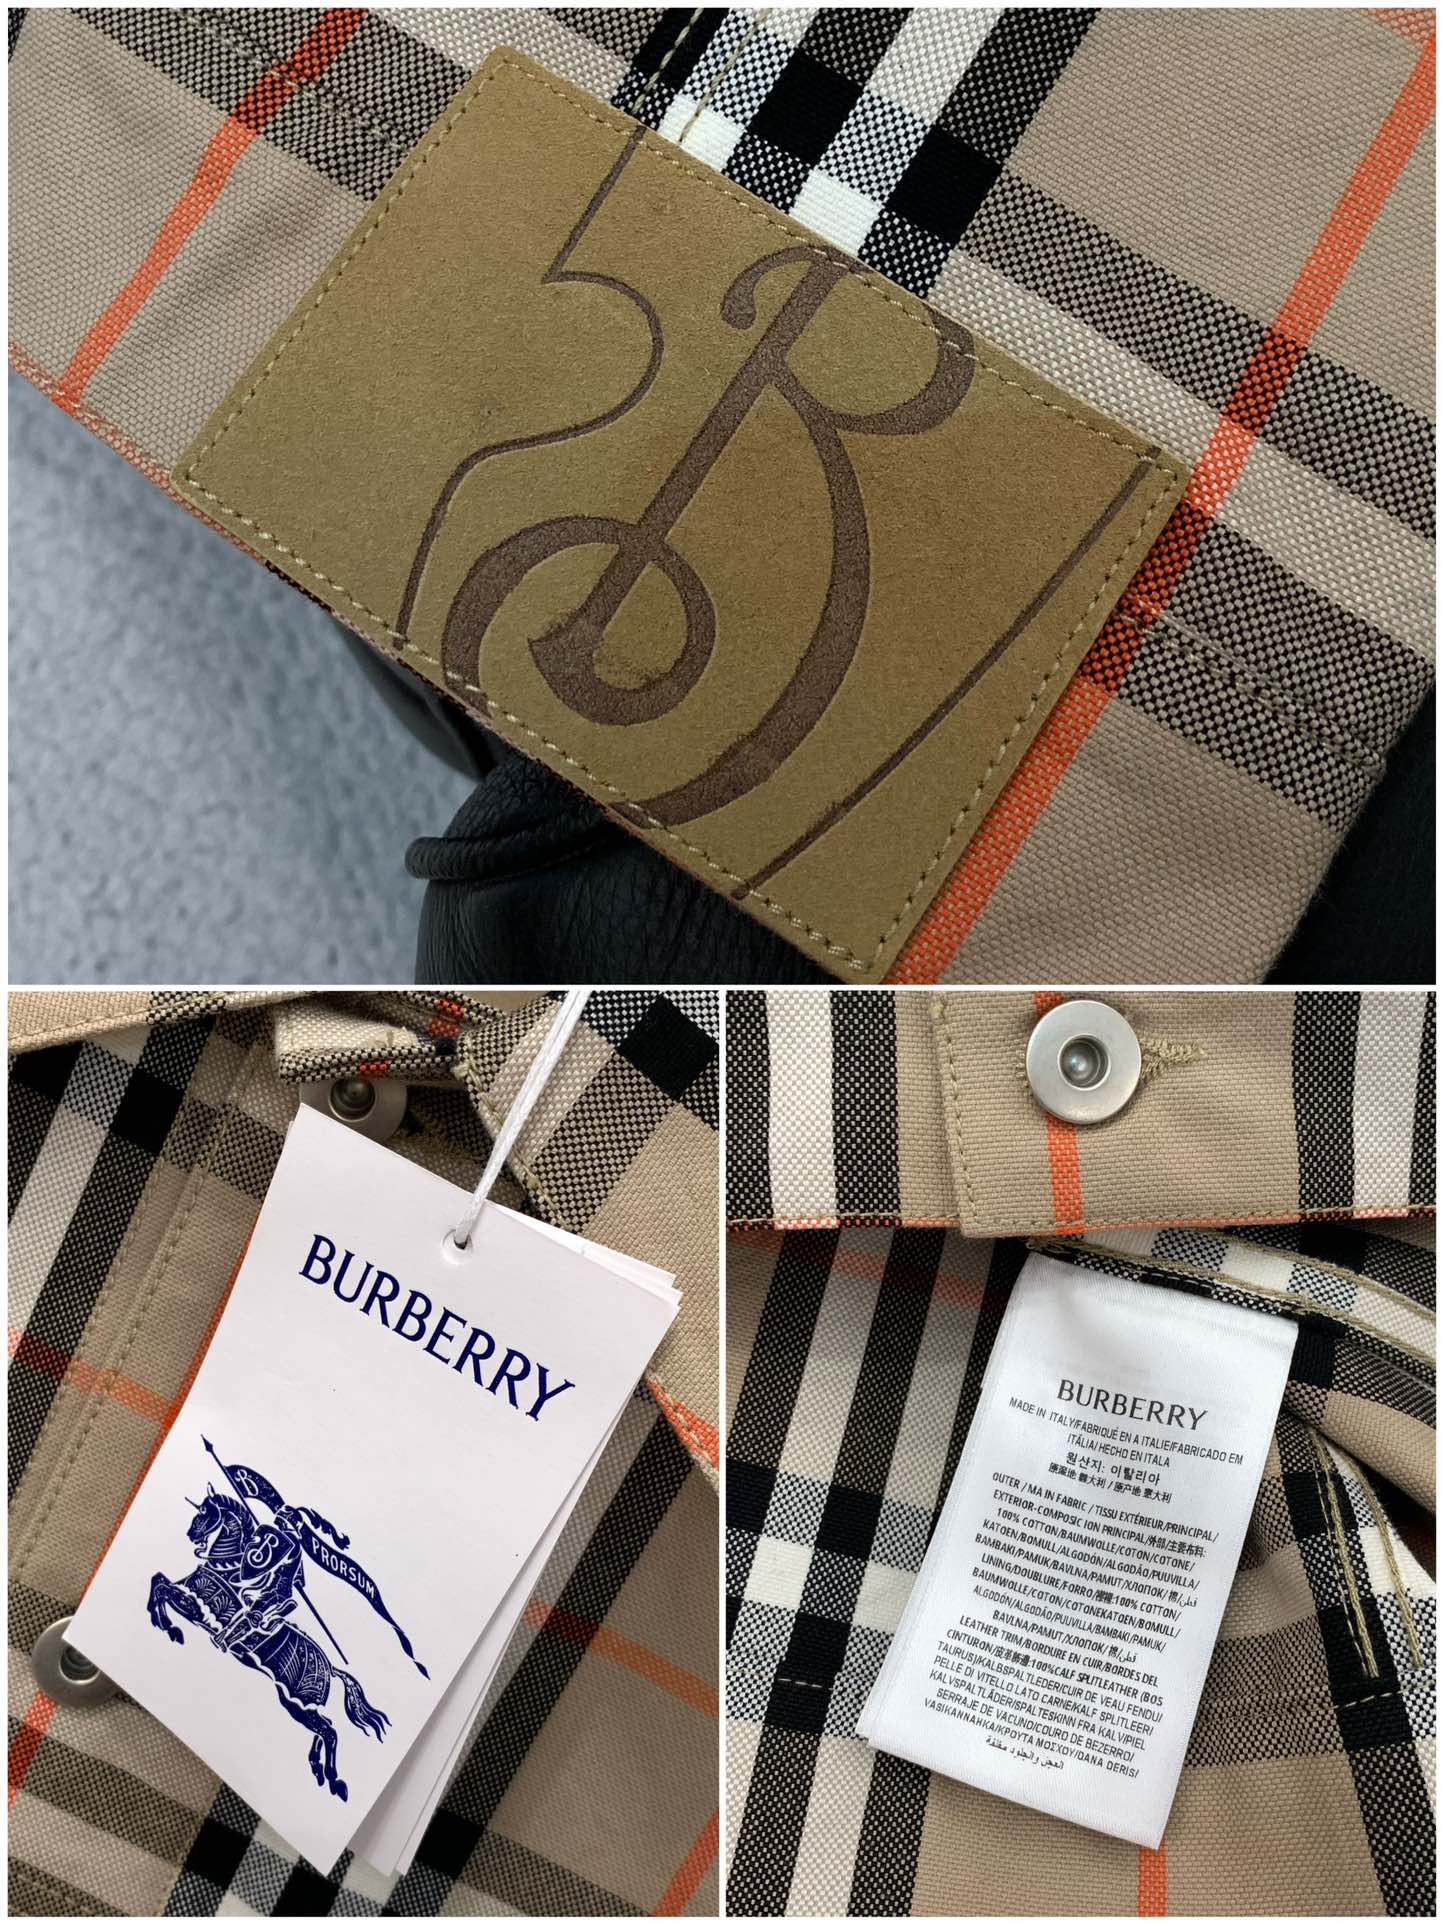 B
BURBERRY
B
PRORSUM
B
BURBERRY
MADE IN ITALY/FABRIQUÉ EN A ITALIE/FABRICADO EM
ITÁLIA/HECHO EN ITALA
원산지: 이탈리아
原産地 義大利 / 原产地 意大利
OUTER / MA IN FABRIC / TISSU EXTÉRIEUR/PRINCIPAL/
EXTERIOR-COMPOSIC ION PRINCIPAL/外部/主要布料:
100% COTTON/BAUMWOLLE/COTON/COTONE/
KATOEN/BOMULL/ALGODÓN/ALGODÃO/PUUVILLA/
BAMBAKI/PAMUK/BAVLNA/PAMUT/ХЛОПОК/棉/قطن/
LINING/DOUBLURE/FORRO/裡襯:100% COTTON/
BAUMWOLLE/COTON/COTONEKATOEN/BOMULL/
ALGODÓN/ALGODÃO/PUUVILLA/BAMBAKI/PAMUK/
BAVLNA/PAMUT/ХЛОПОК/棉/قطن/
LEATHER TRIM/BORDURE EN CUIR/BORDES DEL
CINTURON/皮革飾邊:100%CALF SPLITLEATHER (BOS
TAURUS)/KALBSPALTLEDER/CUIR DE VEAU FENDU/
PELLE DI VITELLO LATO CARNE/KALF SPLITLEER/
KALVSPALTLÄDER/SPALTESKINN FRA KALV/PIEL
SERRAJE DE VACUNO/COURO DE BEZERRO/
VASIKANNAHKA/ΚΡΟΥΤΑ ΜΟΣΧΟΥ/DANA DERIS/